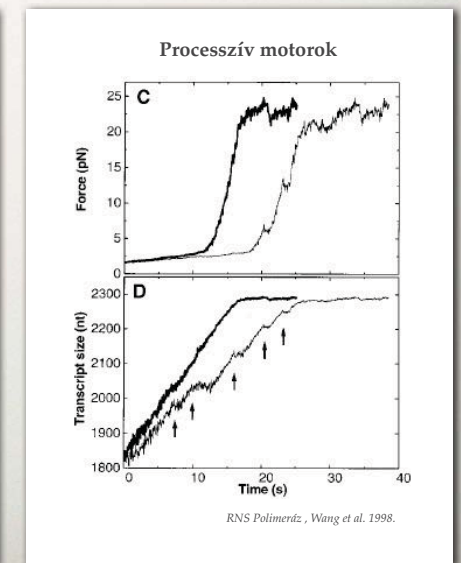 Processzív motorok
C
25
20
15
10
5
0
Force (pN)
D
2300
2200
2100
2000
1900
1800
Transcript size (nt)
0 10 20 30 40
Time (s)
RNS Polimeráz , Wang et al. 1998.